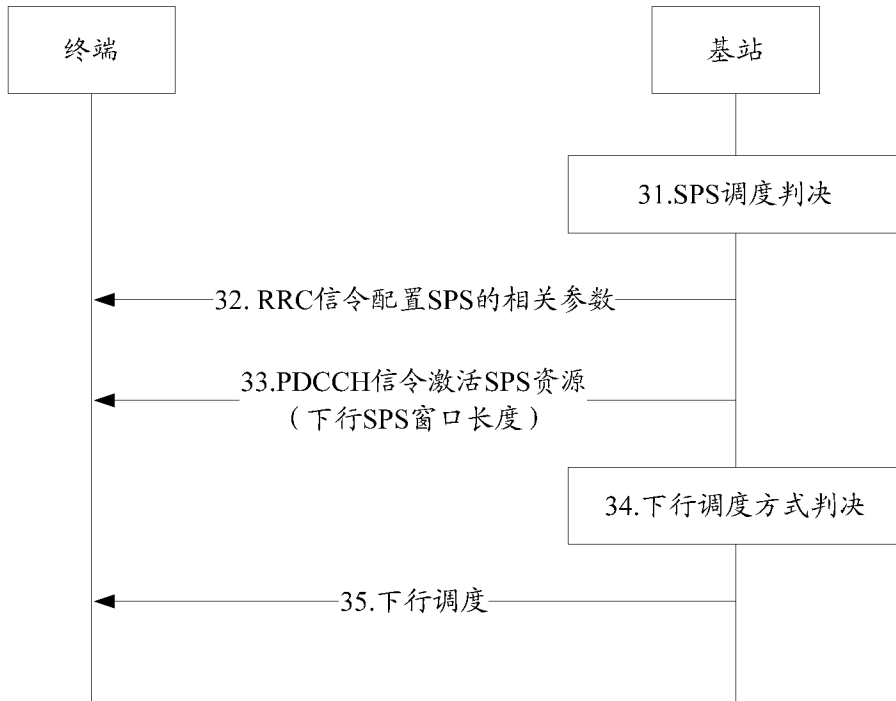 终端
基站
31.SPS调度判决
32. RRC信令配置SPS的相关参数
33.PDCCH信令激活SPS资源
（下行SPS窗口长度）
34.下行调度方式判决
35.下行调度